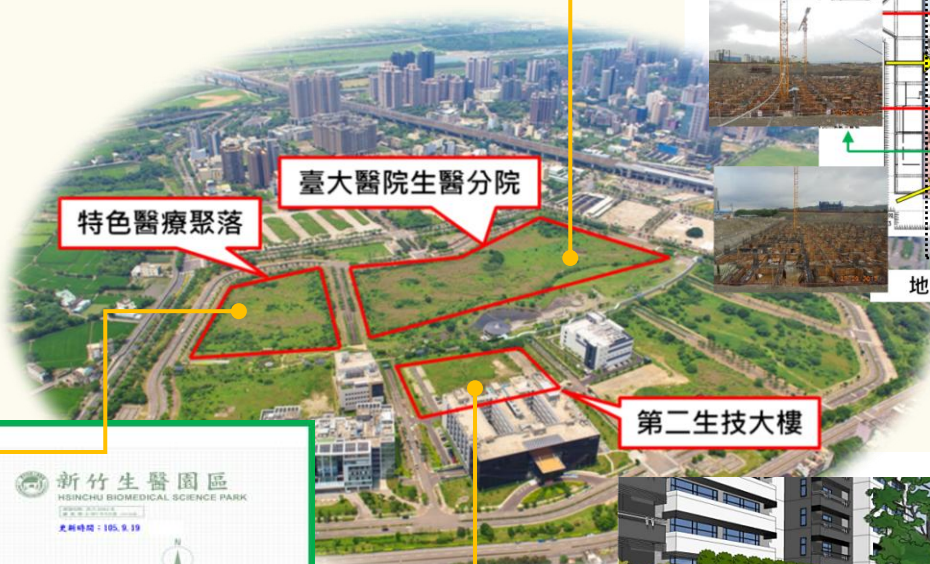 臺大醫院生醫分院
特色醫療聚落
地
第二生技大樓
新竹生醫園區
HSINCHU BIOMEDICAL SCIENCE PARK
更新時間：105.9.19
N